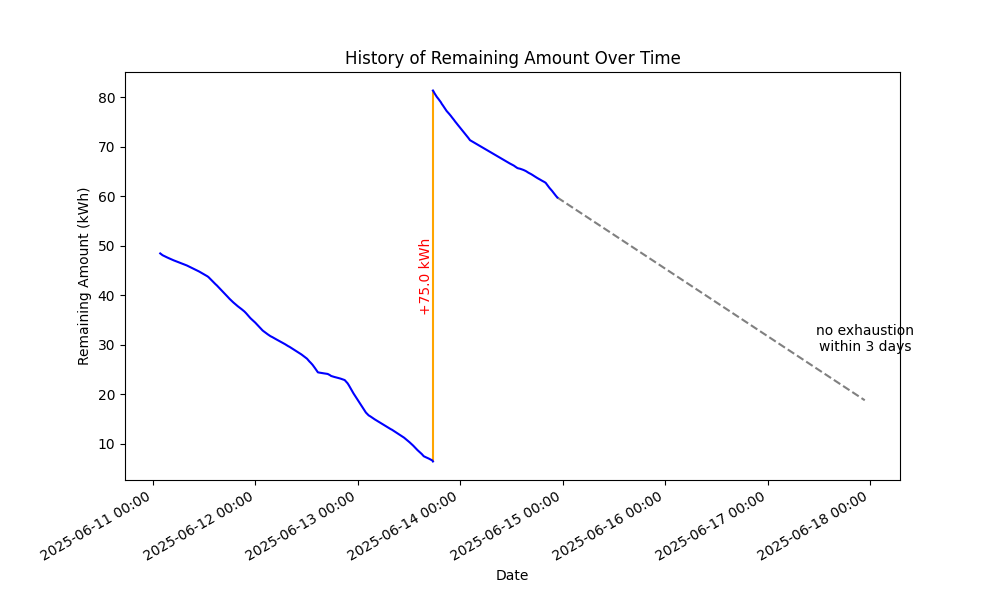 History of Remaining Amount Over Time
Remaining Amount (kWh)
80
70
60
50
40
30
20
10
+75.0 kWh
no exhaustion
within 3 days
2025-06-11 00:00
2025-06-12 00:00
2025-06-13 00:00
2025-06-14 00:00
2025-06-15 00:00
2025-06-16 00:00
2025-06-17 00:00
2025-06-18 00:00
Date